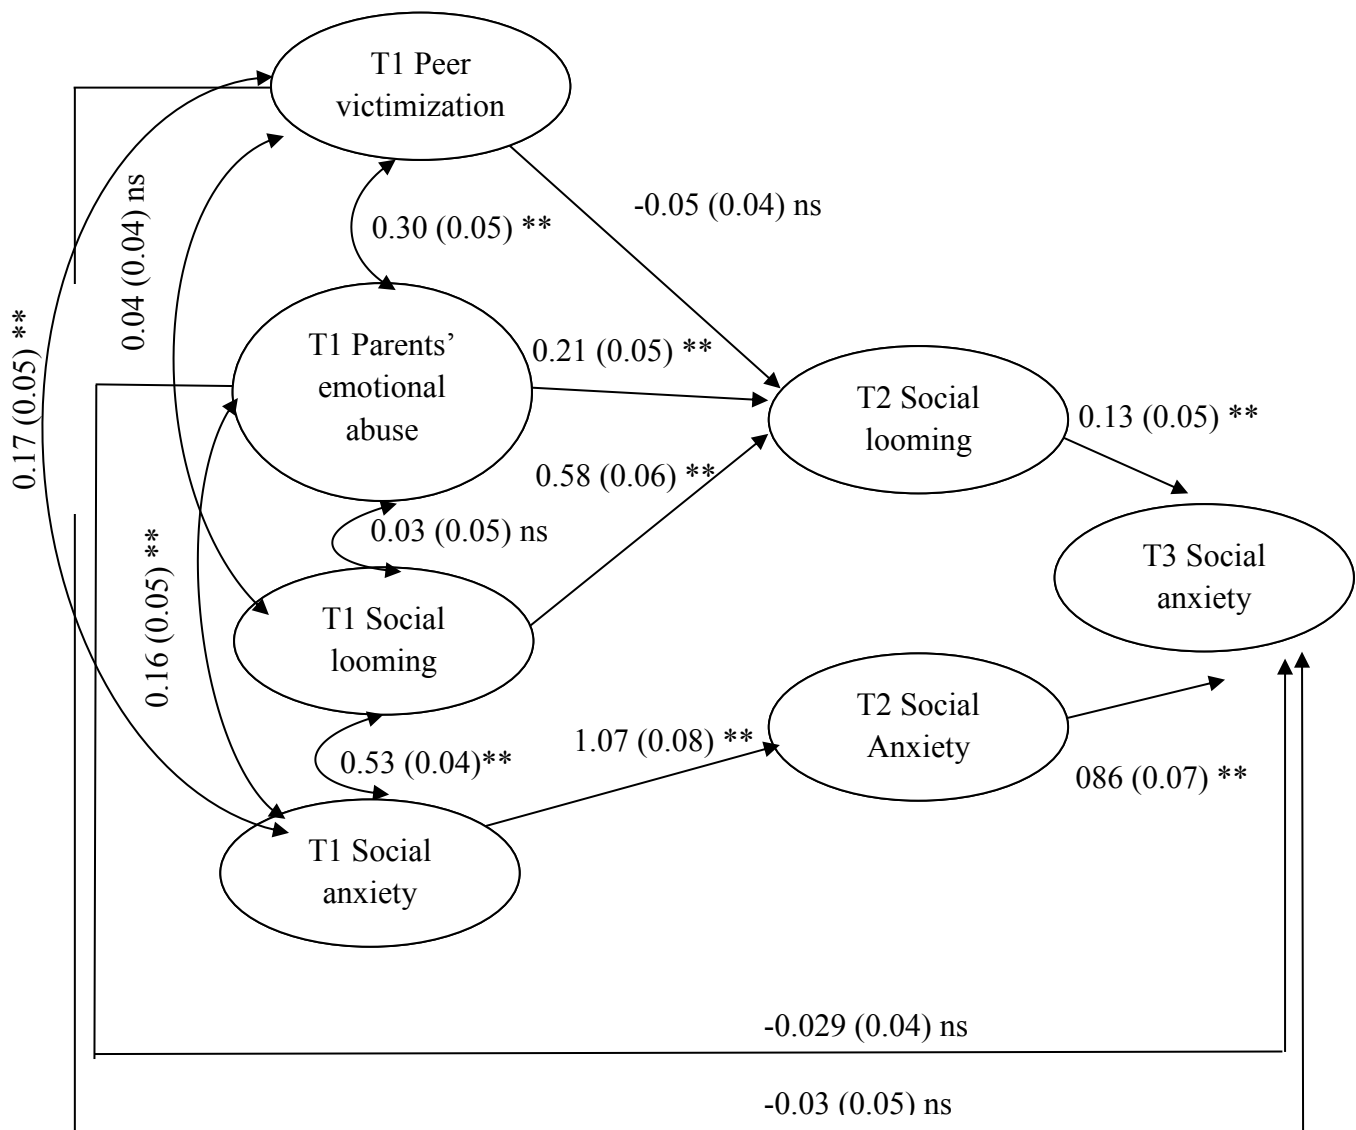 T1 Peer
victimization
-0.05 (0.04) ns
0.30 (0.05) **
0.04 (0.04) ns
0.17 (0.05) **
T1 Parents’
emotional
abuse
0.21 (0.05) **
T2 Social
looming
0.13 (0.05) **
0.58 (0.06) **
0.03 (0.05) ns
0.16 (0.05) **
T3 Social
anxiety
T1 Social
looming
T2 Social
Anxiety
1.07 (0.08) **
0.53 (0.04)**
086 (0.07) **
T1 Social
anxiety
-0.029 (0.04) ns
-0.03 (0.05) ns